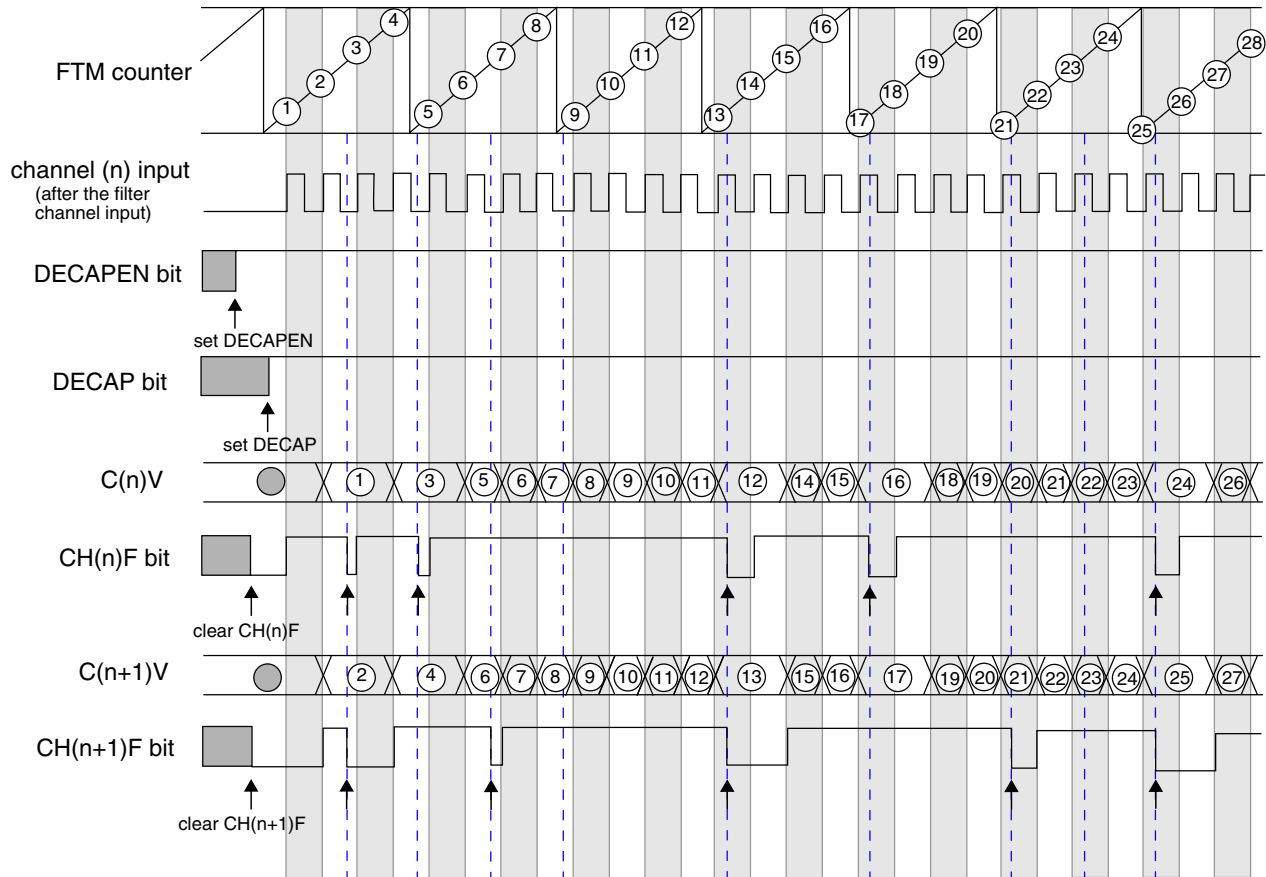 4 8 12 16 20 24 28
3 7 11 15 19 23 27
FTM counter
2 6 10 14 18 22 26
1 5 9 13 17 21 25
channel (n) input
(after the filter
channel input)
DECAPEN bit
set DECAPEN
DECAP bit
set DECAP
C(n)V 1 3 5 6 7 8 9 10 11 12 14 15 16 18 19 20 21 22 23 24 26
CH(n)F bit
clear CH(n)F
C(n+1)V 2 4 6 7 8 9 10 11 12 13 15 16 17 19 20 21 22 23 24 25 27
CH(n+1)F bit
clear CH(n+1)F